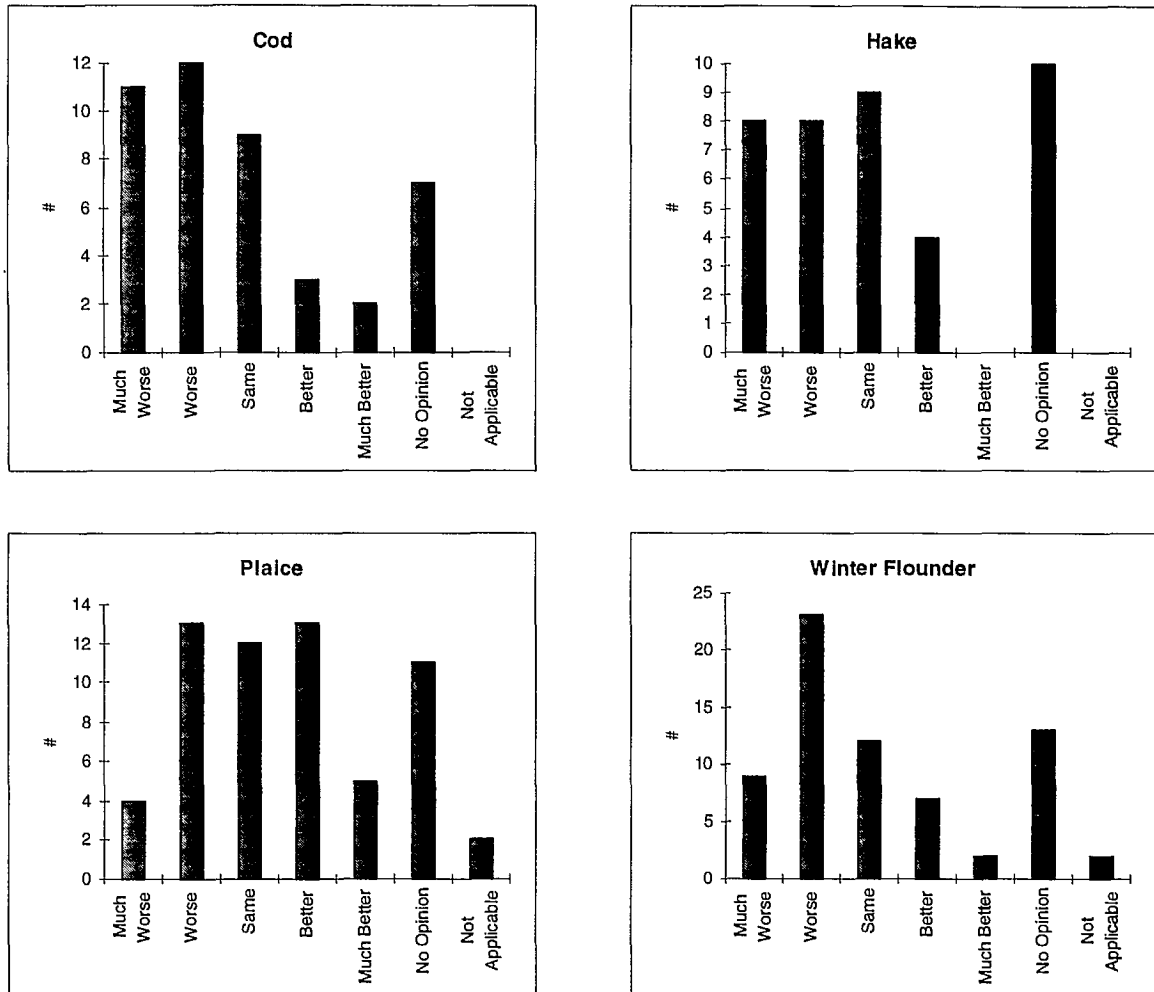 Cod
12
10
8
6
4
2
0
#
Much
Worse
Worse
Same
Better
Much Better
No Opinion
Not
Applicable
Hake
10
9
8
7
6
5
4
3
2
1
0
#
Much
Worse
Worse
Same
Better
Much Better
No Opinion
Not
Applicable
Plaice
14
12
10
8
6
4
2
0
#
Much
Worse
Worse
Same
Better
Much Better
No Opinion
Not
Applicable
Winter Flounder
25
20
15
10
5
0
#
Much
Worse
Worse
Same
Better
Much Better
No Opinion
Not
Applicable